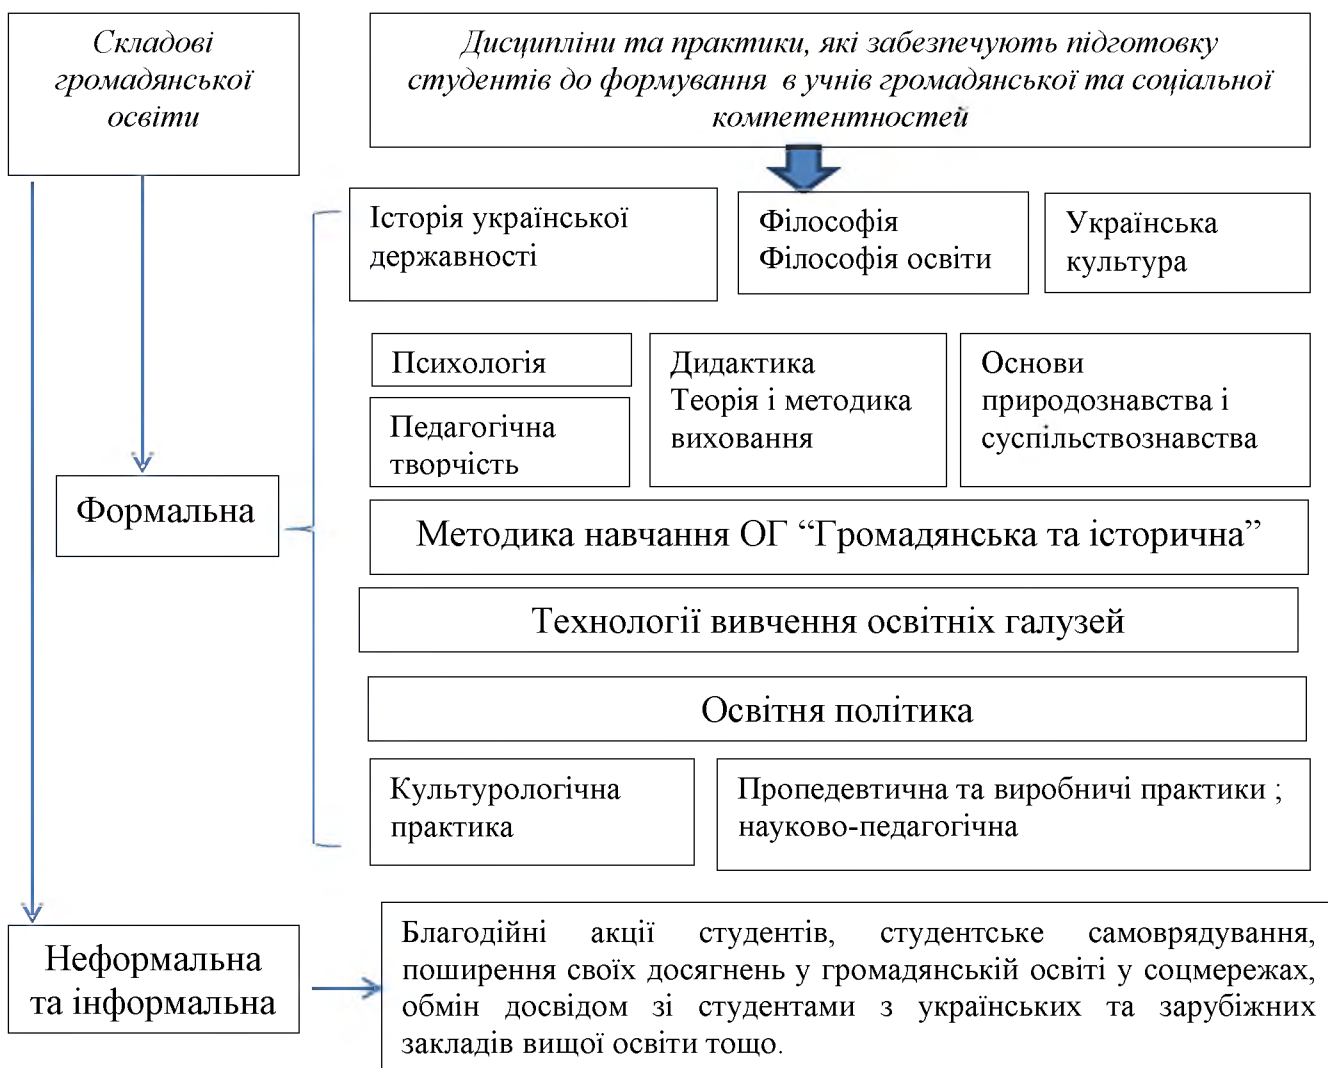 Складові
громадянської
освіти
Дисципліни та практики, які забезпечують підготовку
студентів до формування в учнів громадянської та соціальної
компетентностей
Історія української
державності
Філософія
Філософія освіти
Українська
культура
Психологія
Педагогічна
творчість
Дидактика
Теорія і методика
виховання
Основи
природознавства і
суспільствознавства
Формальна
Методика навчання ОГ “Громадянська та історична”
Технології вивчення освітніх галузей
Освітня політика
Культурологічна
практика
Пропедевтична та виробничі практики ;
науково-педагогічна
Неформальна
та інформальна
Благодійні акції студентів, студентське самоврядування,
поширення своїх досягнень у громадянській освіті у соцмережах,
обмін досвідом зі студентами з українських та зарубіжних
закладів вищої освіти тощо.